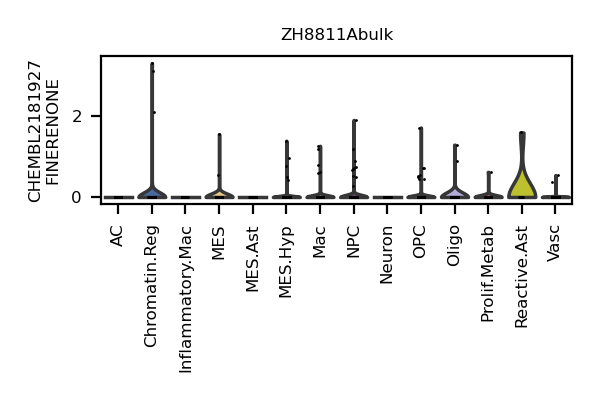 ZH8811Abulk
CHEMBL2181927
FINERENONE
2
0
AC
Chromatin.Reg
Inflammatory.Mac
MES
MES.Ast
MES.Hyp
Mac
NPC
Neuron
OPC
Oligo
Prolif.Metab
Reactive.Ast
Vasc